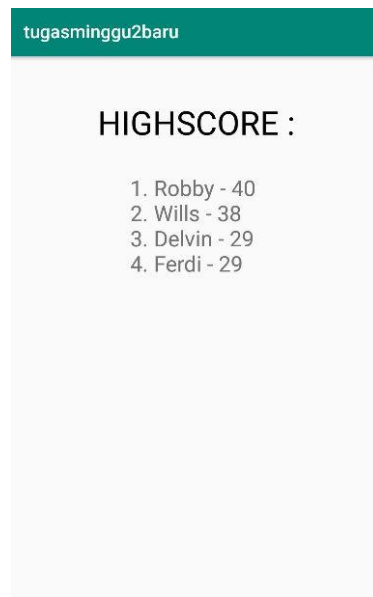 tugasminggu2baru
HIGHSCORE :
1. Robby - 40
2. Wills - 38
3. Delvin - 29
4. Ferdi - 29